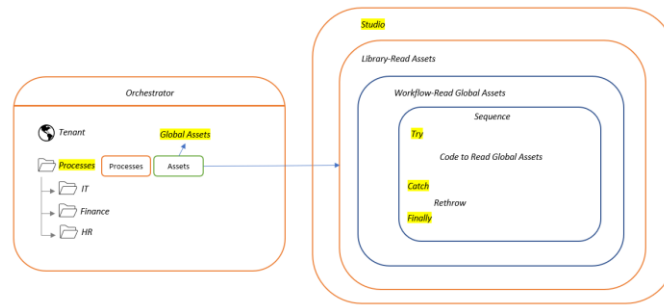 Orchestrator
Tenant
Global Assets
Processes
Processes
Assets
IT
Finance
HR
Studio
Library-Read Assets
Workflow-Read Global Assets
Sequence
Try
Code to Read Global Assets
Catch
Rethrow
Finally